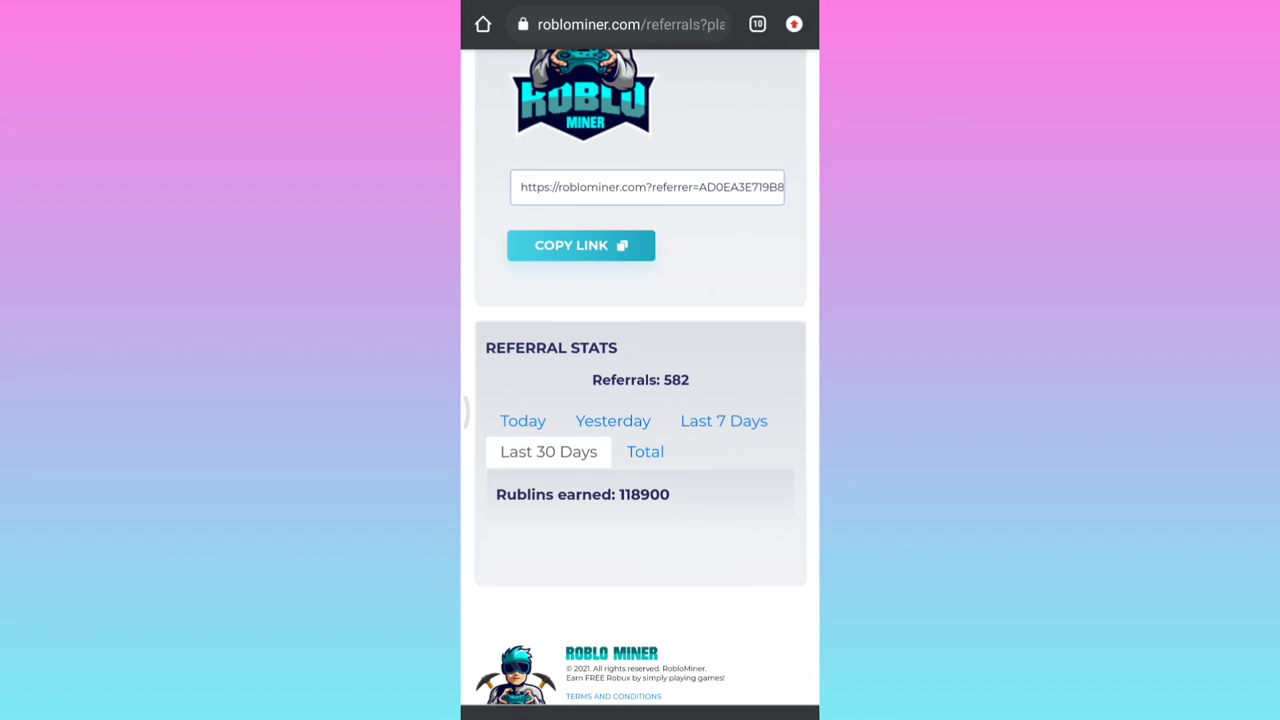 roblominer.com/referrals?pla
10
ROBLO
MINER
https://roblominer.com?referrer=AD0EA3E719B8
COPY LINK
REFERRAL STATS
Referrals: 582
Today Yesterday Last 7 Days
Last 30 Days Total
Rublins earned: 118900
ROBLO MINER
© 2021. All rights reserved. RobloMiner.
Earn FREE Robux by simply playing games!
TERMS AND CONDITIONS